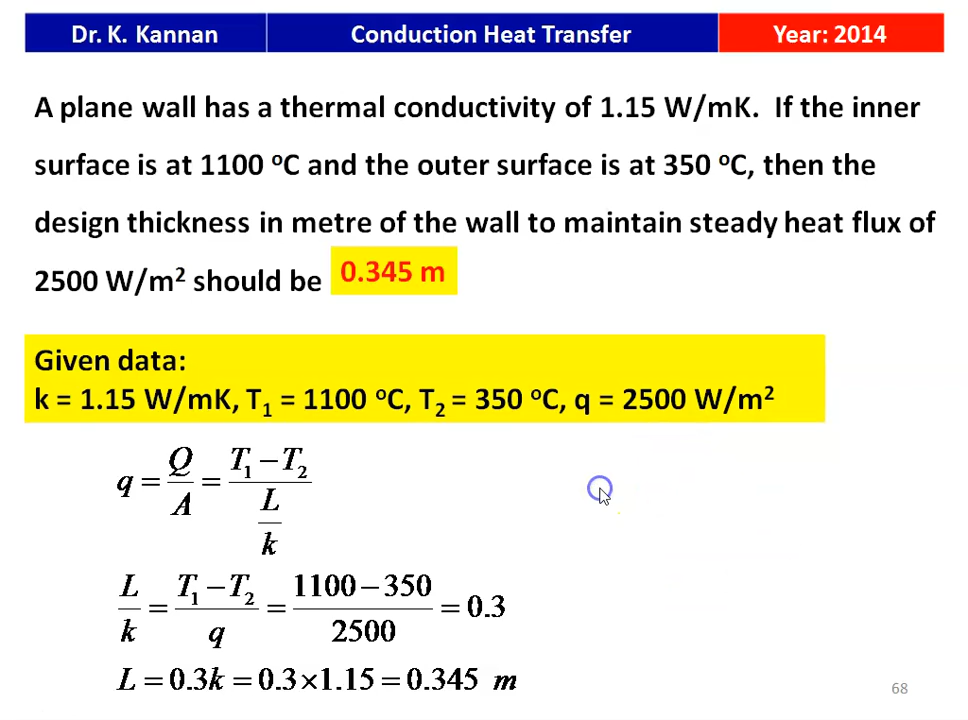 Dr. K. Kannan Conduction Heat Transfer Year: 2014
A plane wall has a thermal conductivity of 1.15 W/mK. If the inner
surface is at 1100 °C and the outer surface is at 350 °C, then the
design thickness in metre of the wall to maintain steady heat flux of
2500 W/m² should be 0.345 m
Given data:
k = 1.15 W/mK, T₁ = 1100 °C, T₂ = 350 °C, q = 2500 W/m²
q = Q/A = (T₁ − T₂)/(L/k)
L/k = (T₁ − T₂)/q = (1100 − 350)/2500 = 0.3
L = 0.3k = 0.3×1.15 = 0.345 m
68